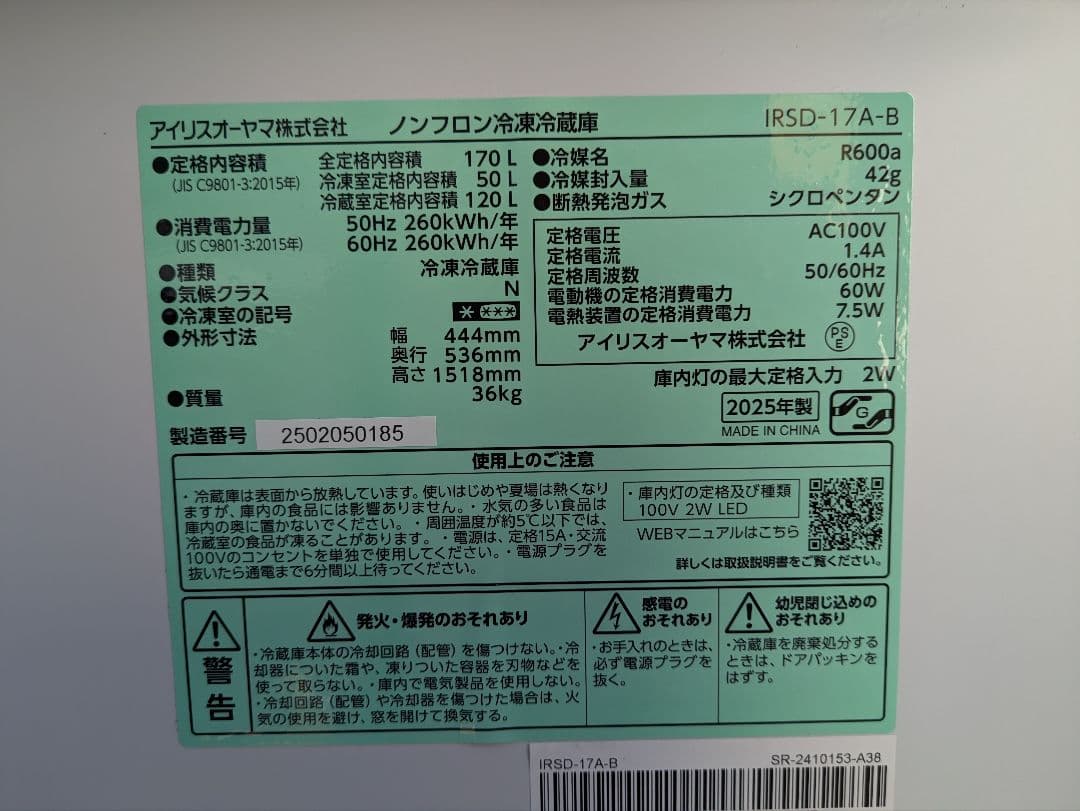 アイリスオーヤマ株式会社 ノンフロン冷凍冷蔵庫 IRSD-17A-B
●定格内容積 全定格内容積 170 L
(JIS C9801-3:2015年) 冷凍室定格内容積 50 L
冷蔵室定格内容積 120 L
●消費電力量 50Hz 260kWh/年
(JIS C9801-3:2015年) 60Hz 260kWh/年
●種類 冷凍冷蔵庫
●気候クラス N
●冷凍室の記号
●外形寸法 幅 444mm
奥行 536mm
高さ 1518mm
●質量 36kg
製造番号 2502050185
●冷媒名 R600a
●冷媒封入量 42g
●断熱発泡ガス シクロペンタン
定格電圧 AC100V
定格電流 1.4A
定格周波数 50/60Hz
電動機の定格消費電力 60W
電熱装置の定格消費電力 7.5W
アイリスオーヤマ株式会社 PS E
庫内灯の最大定格入力 2W
2025年製 G
MADE IN CHINA
使用上のご注意
・冷蔵庫は表面から放熱しています。使いはじめや夏場は熱くなり
ますが、庫内の食品には影響ありません。・水気の多い食品は
庫内の奥に置かないでください。・周囲温度が約5℃以下では、
冷蔵室の食品が凍ることがあります。・電源は、定格15A・交流
100Vのコンセントを単独で使用してください。・電源プラグを
抜いたら通電まで6分間以上待ってください。
・庫内灯の定格及び種類
100V 2W LED
WEBマニュアルはこちら
詳しくは取扱説明書をご覧ください。
警告
発火・爆発のおそれあり
・冷蔵庫本体の冷却回路（配管）を傷つけない。・冷
却器についた霜や、凍りついた容器を刃物などを
使って取らない。・庫内で電気製品を使用しない。
・冷却回路（配管）や冷却器を傷つけた場合は、火
気の使用を避け、窓を開けて換気する。
感電の
おそれあり
・お手入れのときは、
必ず電源プラグを
抜く。
幼児閉じ込めの
おそれあり
・冷蔵庫を廃棄処分する
ときは、ドアパッキンを
はずす。
IRSD-17A-B SR-2410153-A38